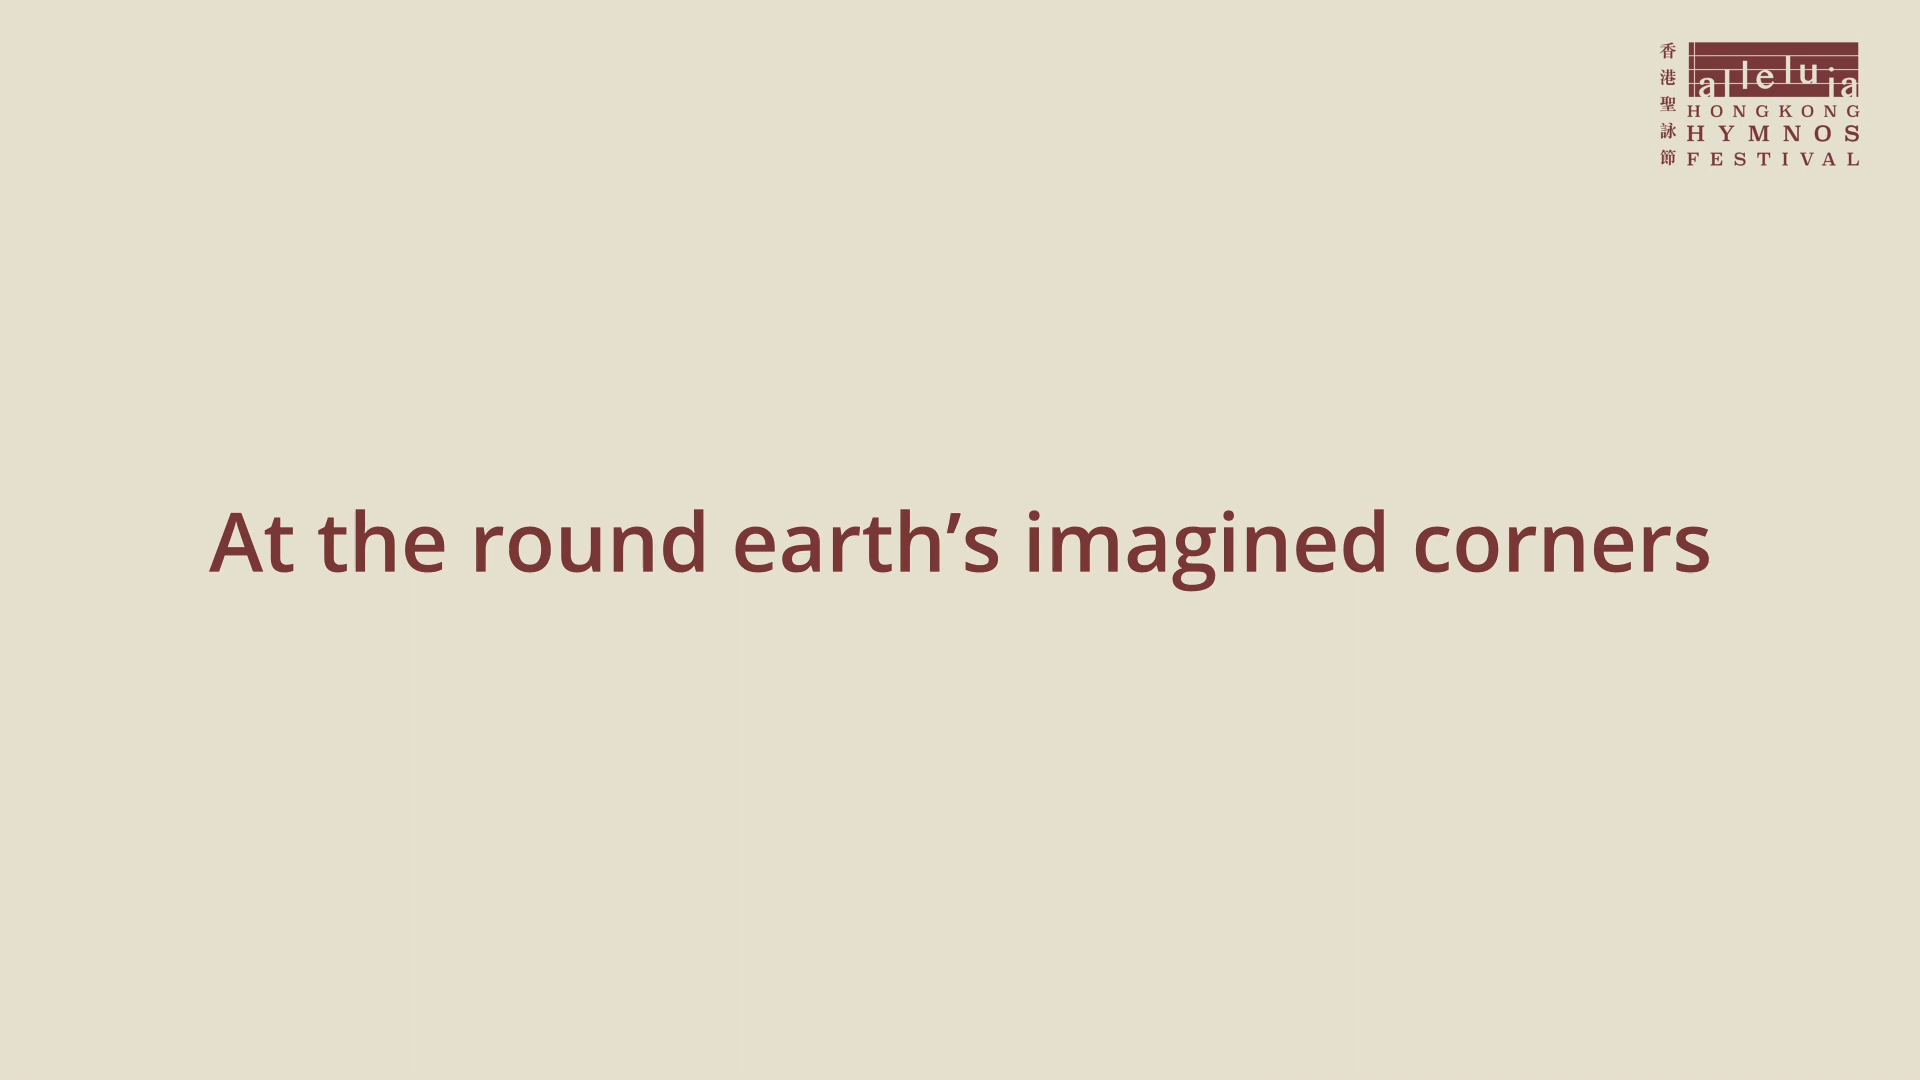 香港聖詠節
alleluia
HONGKONG
HYMNOS
FESTIVAL
At the round earth’s imagined corners